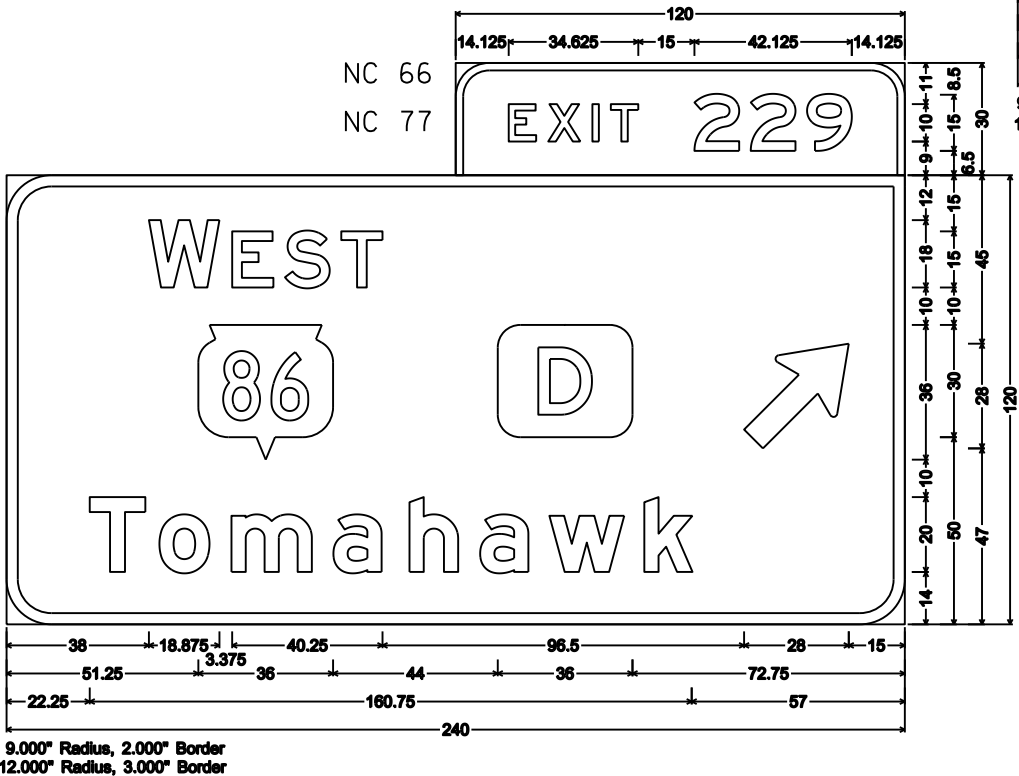 120
14.125 34.625 15 42.125 14.125
NC 66
NC 77
EXIT 229
11 10 9
8.5 15 6.5
30
WEST
86 D
Tomahawk
12 18 10 36 10 20 14
15 15 10 30 50
45 28 47
120
38 18.875 3.375 40.25 96.5 28 15
51.25 36 44 36 72.75
22.25 160.75 57
240
9.000" Radius, 2.000" Border
12.000" Radius, 3.000" Border